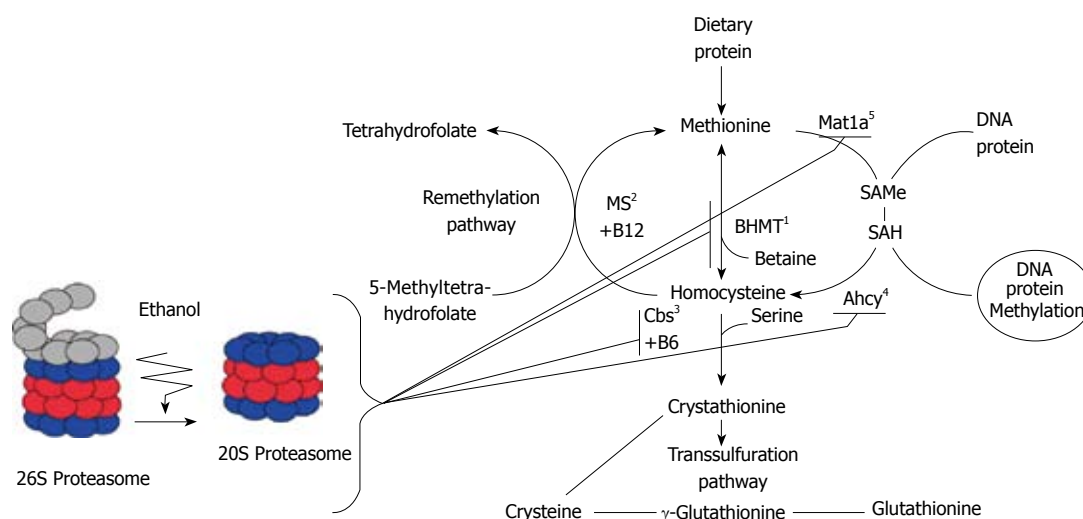 Dietary
protein
Tetrahydrofolate
Methionine
Mat1a⁵
DNA
protein
SAMe
Remethylation
pathway
MS²
+B12
BHMT¹
SAH
Betaine
5-Methyltetra-
hydrofolate
Homocysteine
Ahcy⁴
DNA
protein
Methylation
Ethanol
Cbs³
+B6
Serine
Crystathionine
20S Proteasome
26S Proteasome
Transsulfuration
pathway
Crysteine
γ-Glutathionine
Glutathionine